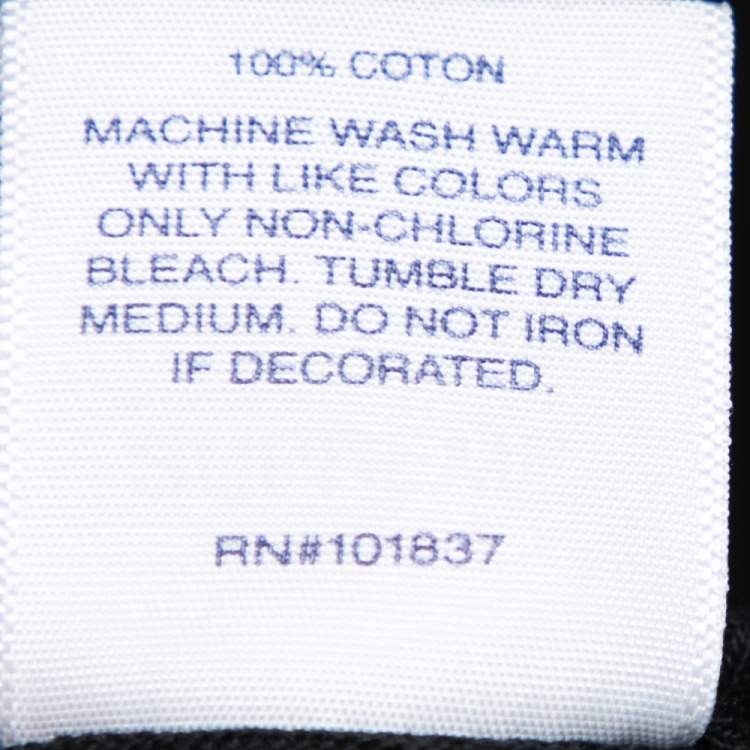 100% COTON
MACHINE WASH WARM
WITH LIKE COLORS
ONLY NON-CHLORINE
BLEACH. TUMBLE DRY
MEDIUM. DO NOT IRON
IF DECORATED.
RN#101837